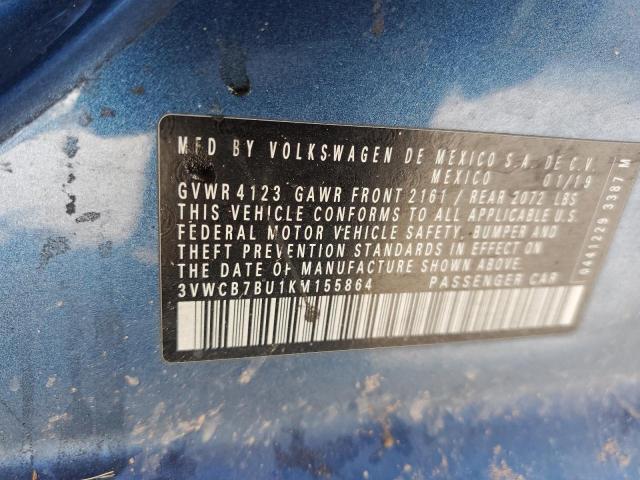 MFD BY VOLKSWAGEN DE MEXICO S.A. DE C.V.
MEXICO 01/19
GVWR 4123 GAWR FRONT 2161 / REAR 2072 LBS
THIS VEHICLE CONFORMS TO ALL APPLICABLE U.S.
FEDERAL MOTOR VEHICLE SAFETY, BUMPER AND
THEFT PREVENTION STANDARDS IN EFFECT ON
THE DATE OF MANUFACTURE SHOWN ABOVE.
3VWCB7BU1KM155864 PASSENGER CAR
0441229 3387 M